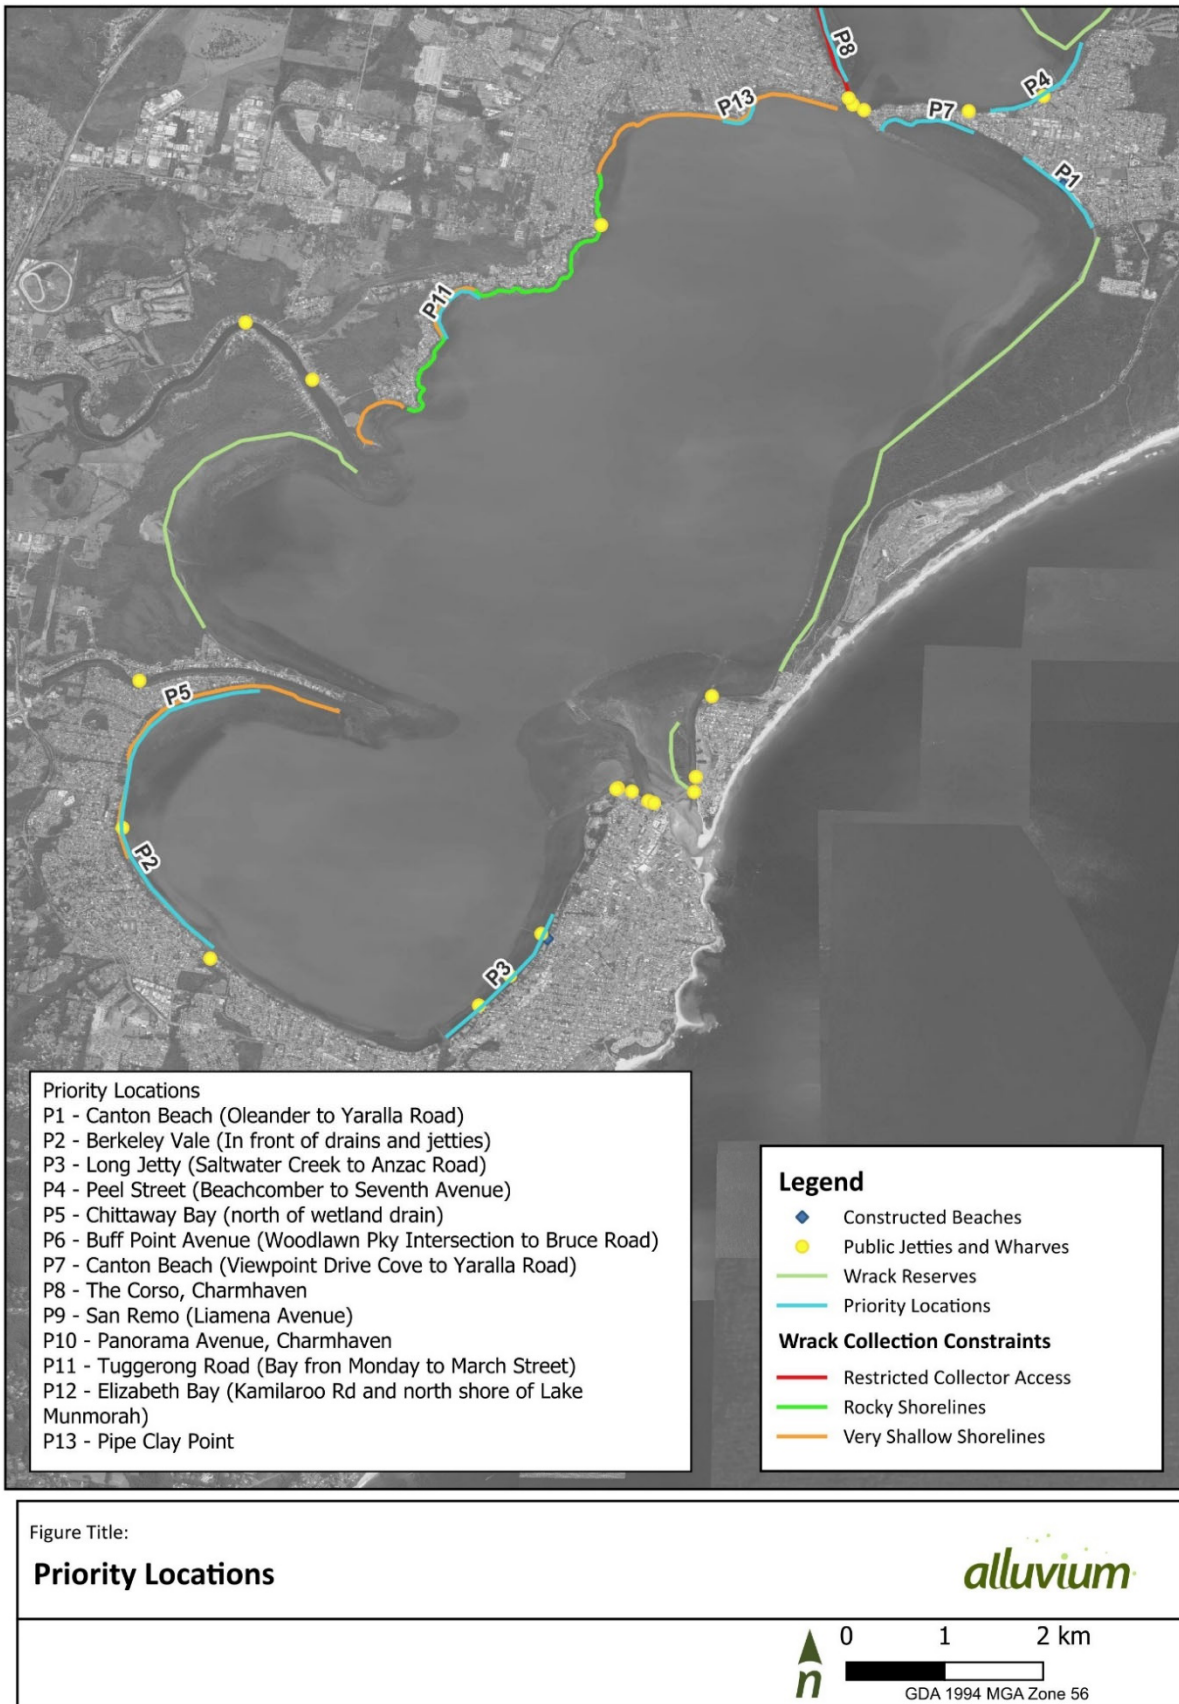 P8
P4
P13
P7
P1
P11
P5
P2
P3
Priority Locations
P1 - Canton Beach (Oleander to Yaralla Road)
P2 - Berkeley Vale (In front of drains and jetties)
P3 - Long Jetty (Saltwater Creek to Anzac Road)
P4 - Peel Street (Beachcomber to Seventh Avenue)
P5 - Chittaway Bay (north of wetland drain)
P6 - Buff Point Avenue (Woodlawn Pky Intersection to Bruce Road)
P7 - Canton Beach (Viewpoint Drive Cove to Yaralla Road)
P8 - The Corso, Charmhaven
P9 - San Remo (Liamena Avenue)
P10 - Panorama Avenue, Charmhaven
P11 - Tuggerong Road (Bay fron Monday to March Street)
P12 - Elizabeth Bay (Kamilaroo Rd and north shore of Lake
Munmorah)
P13 - Pipe Clay Point
Legend
Constructed Beaches
Public Jetties and Wharves
Wrack Reserves
Priority Locations
Wrack Collection Constraints
Restricted Collector Access
Rocky Shorelines
Very Shallow Shorelines
Figure Title:
Priority Locations
alluvium
n
0 1 2 km
GDA 1994 MGA Zone 56